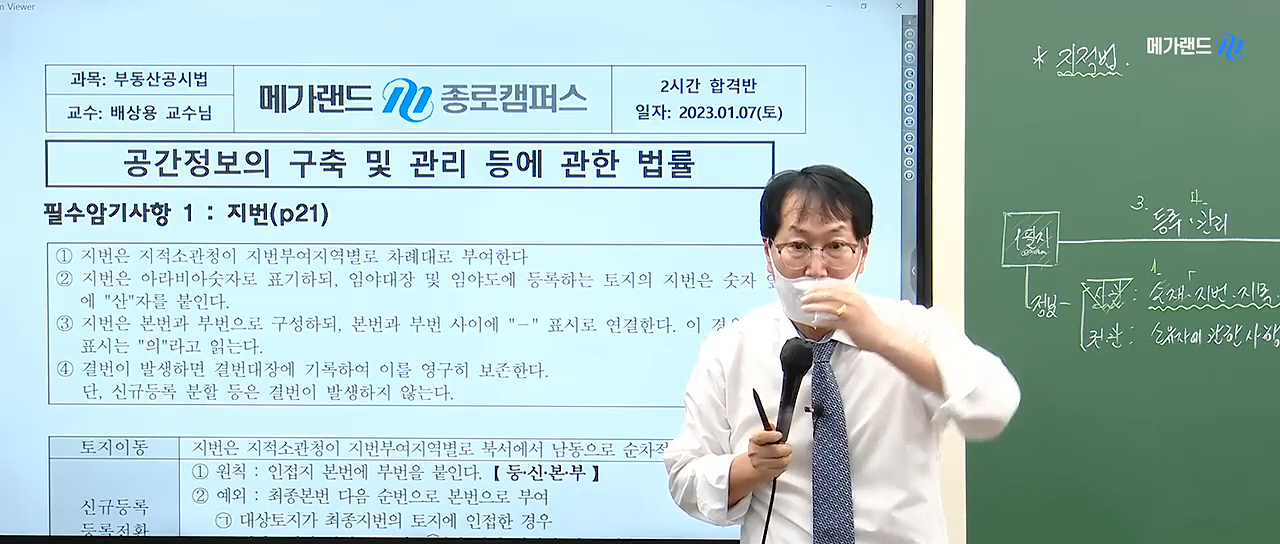 m Viewer
과목: 부동산공시법
교수: 배상용 교수님
메가랜드 종로캠퍼스
2시간 합격반
일자: 2023.01.07(토)
공간정보의 구축 및 관리 등에 관한 법률
필수암기사항 1 : 지번(p21)
① 지번은 지적소관청이 지번부여지역별로 차례대로 부여한다
② 지번은 아라비아숫자로 표기하되, 임야대장 및 임야도에 등록하는 토지의 지번은 숫자
에 "산"자를 붙인다.
③ 지번은 본번과 부번으로 구성하되, 본번과 부번 사이에 "－" 표시로 연결한다. 이 경우
표시는 "의"라고 읽는다.
④ 결번이 발생하면 결번대장에 기록하여 이를 영구히 보존한다.
단, 신규등록 분할 등은 결번이 발생하지 않는다.
토지이동
지번은 지적소관청이 지번부여지역별로 북서에서 남동으로 순차적
신규등록
등록전환
① 원칙 : 인접지 본번에 부번을 붙인다.【 등·신·본·부 】
② 예외 : 최종본번 다음 순번으로 본번으로 부여
㉠ 대상토지가 최종지번의 토지에 인접한 경우
메가랜드
* 지적법.
3. 4.
등록·관리
1필지
정보
1
: 소재·지번·지목
권관 : 소유자에 관한 사항